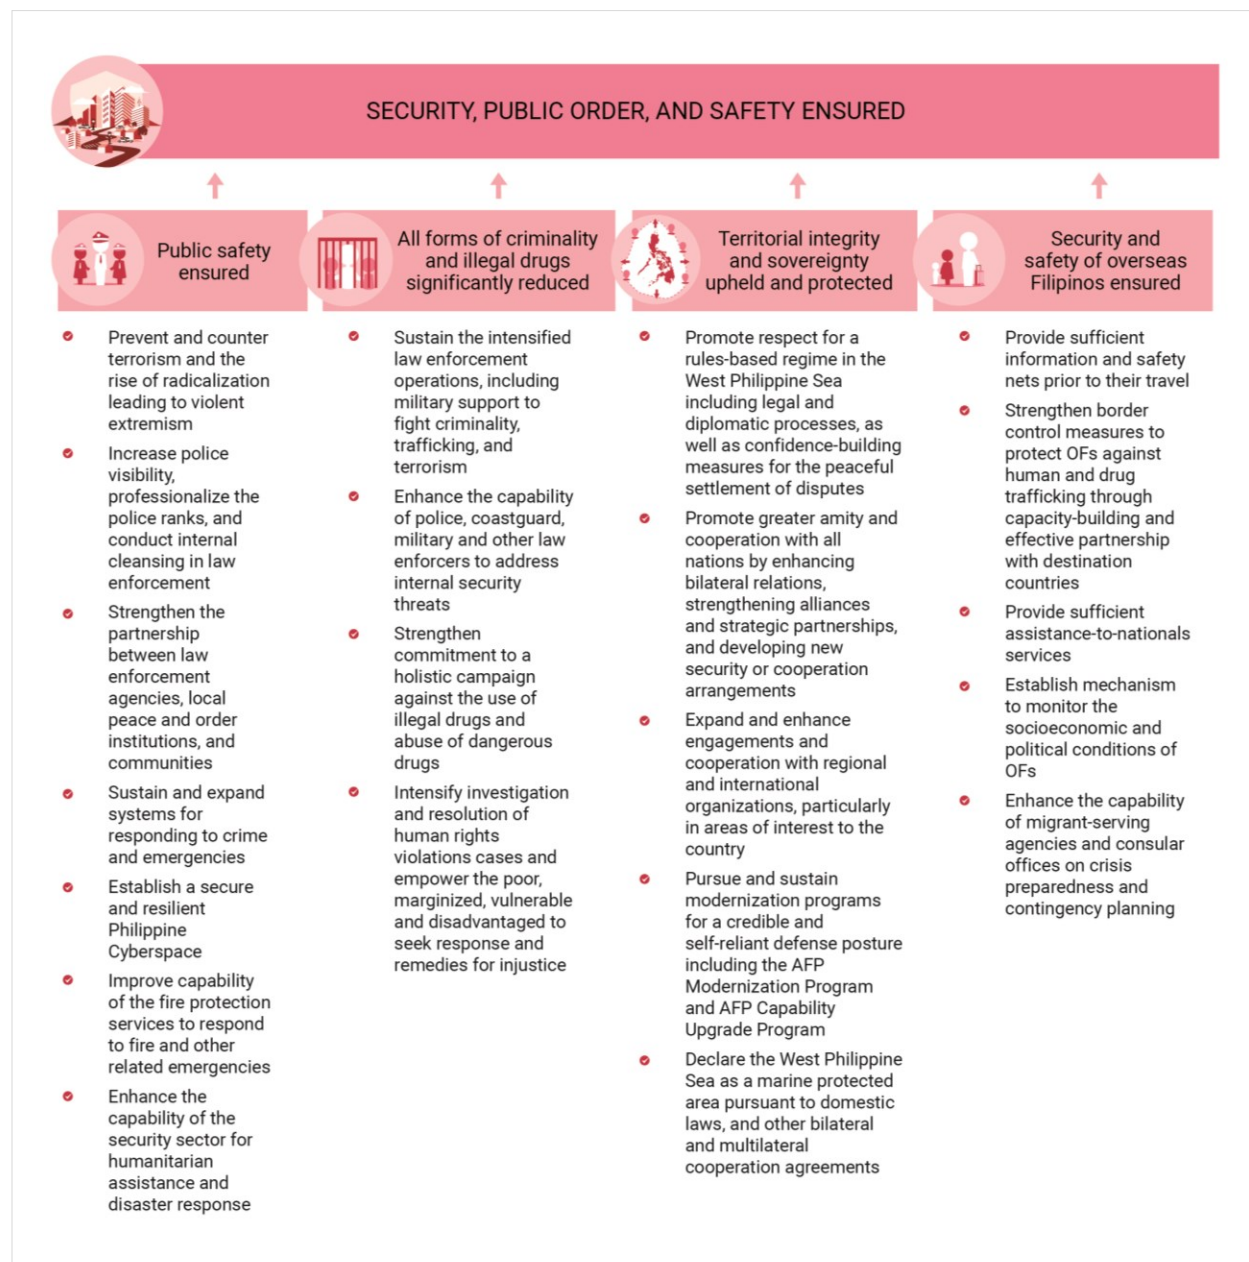 SECURITY, PUBLIC ORDER, AND SAFETY ENSURED
Public safety
ensured
Prevent and counter
terrorism and the
rise of radicalization
leading to violent
extremism
Increase police
visibility,
professionalize the
police ranks, and
conduct internal
cleansing in law
enforcement
Strengthen the
partnership
between law
enforcement
agencies, local
peace and order
institutions, and
communities
Sustain and expand
systems for
responding to crime
and emergencies
Establish a secure
and resilient
Philippine
Cyberspace
Improve capability
of the fire protection
services to respond
to fire and other
related emergencies
Enhance the
capability of the
security sector for
humanitarian
assistance and
disaster response
All forms of criminality
and illegal drugs
significantly reduced
Sustain the intensified
law enforcement
operations, including
military support to
fight criminality,
trafficking, and
terrorism
Enhance the capability
of police, coastguard,
military and other law
enforcers to address
internal security
threats
Strengthen
commitment to a
holistic campaign
against the use of
illegal drugs and
abuse of dangerous
drugs
Intensify investigation
and resolution of
human rights
violations cases and
empower the poor,
marginized, vulnerable
and disadvantaged to
seek response and
remedies for injustice
Territorial integrity
and sovereignty
upheld and protected
Promote respect for a
rules-based regime in the
West Philippine Sea
including legal and
diplomatic processes, as
well as confidence-building
measures for the peaceful
settlement of disputes
Promote greater amity and
cooperation with all
nations by enhancing
bilateral relations,
strengthening alliances
and strategic partnerships,
and developing new
security or cooperation
arrangements
Expand and enhance
engagements and
cooperation with regional
and international
organizations, particularly
in areas of interest to the
country
Pursue and sustain
modernization programs
for a credible and
self-reliant defense posture
including the AFP
Modernization Program
and AFP Capability
Upgrade Program
Declare the West Philippine
Sea as a marine protected
area pursuant to domestic
laws, and other bilateral
and multilateral
cooperation agreements
Security and
safety of overseas
Filipinos ensured
Provide sufficient
information and safety
nets prior to their travel
Strengthen border
control measures to
protect OFs against
human and drug
trafficking through
capacity-building and
effective partnership
with destination
countries
Provide sufficient
assistance-to-nationals
services
Establish mechanism
to monitor the
socioeconomic and
political conditions of
OFs
Enhance the capability
of migrant-serving
agencies and consular
offices on crisis
preparedness and
contingency planning